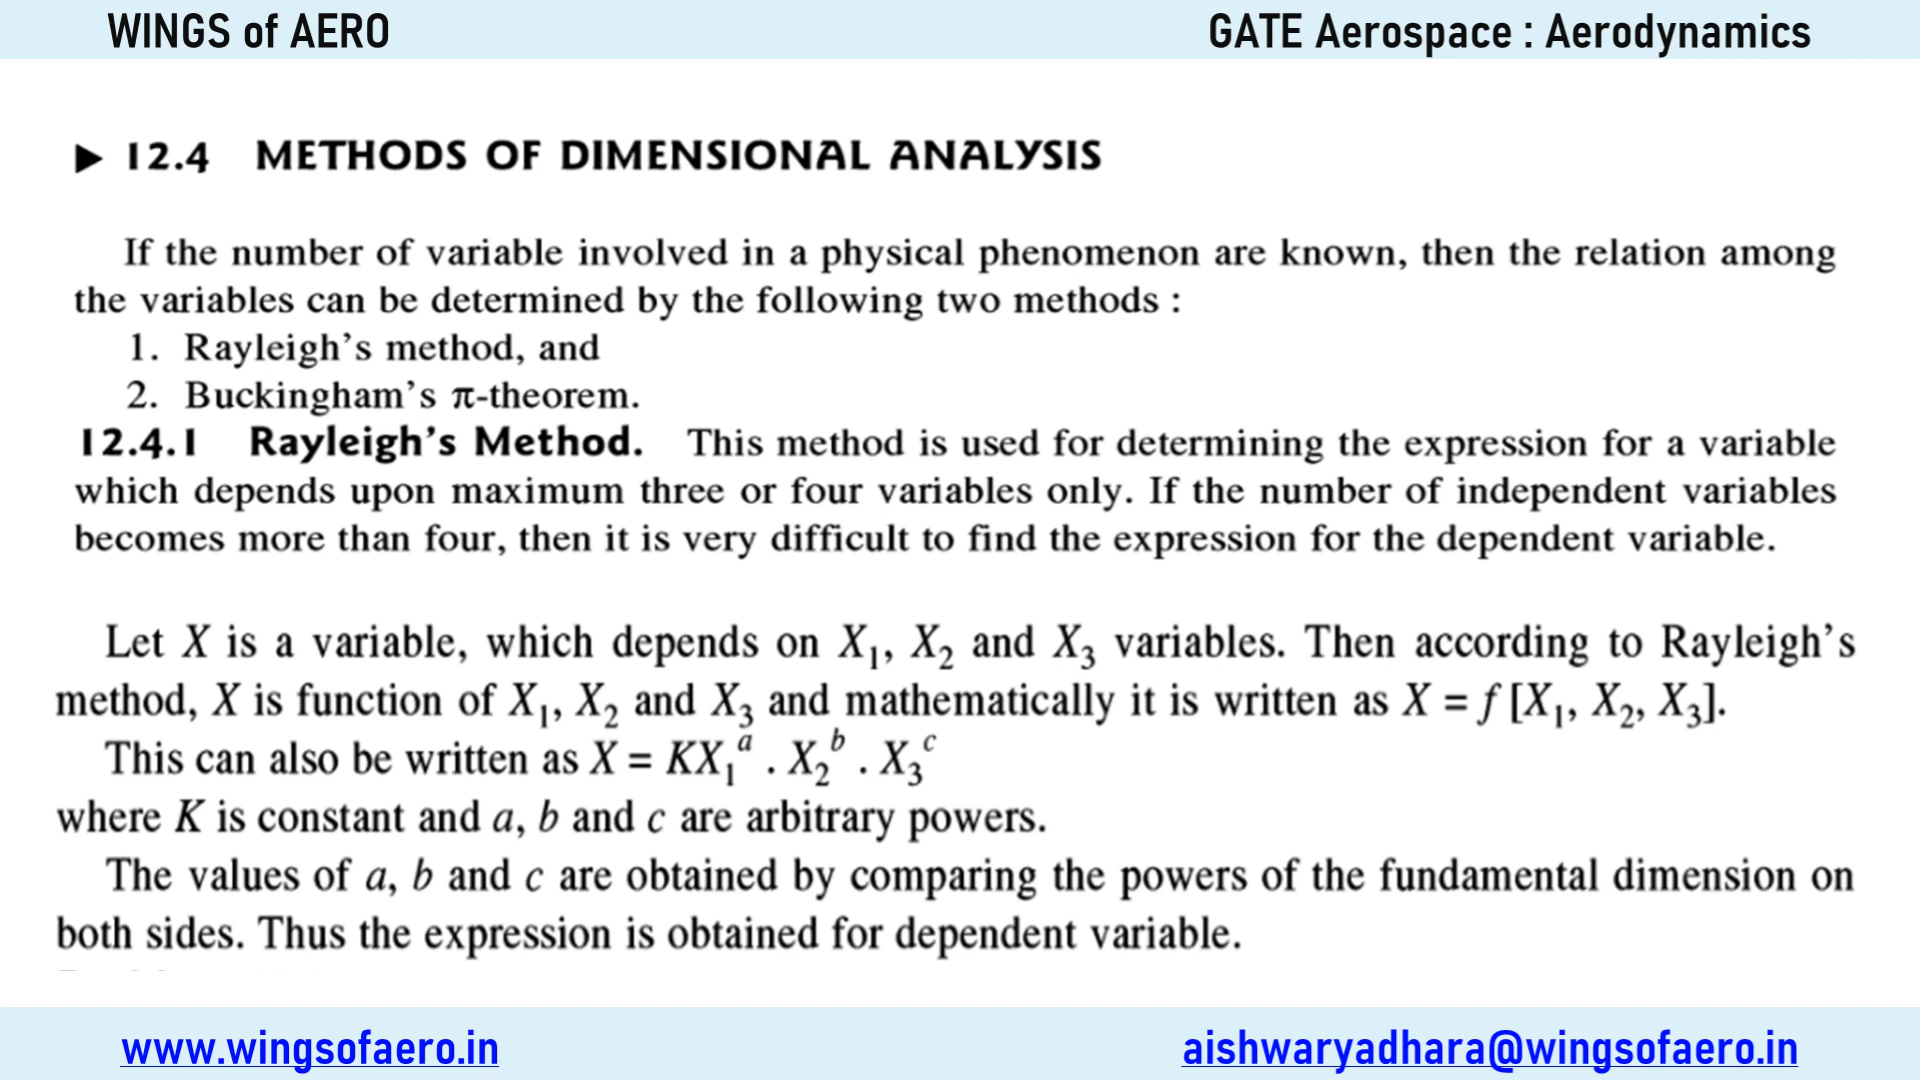 WINGS of AERO
GATE Aerospace : Aerodynamics
▶ 12.4 METHODS OF DIMENSIONAL ANALYSIS
If the number of variable involved in a physical phenomenon are known, then the relation among
the variables can be determined by the following two methods :
1. Rayleigh's method, and
2. Buckingham's π-theorem.
12.4.1 Rayleigh's Method. This method is used for determining the expression for a variable
which depends upon maximum three or four variables only. If the number of independent variables
becomes more than four, then it is very difficult to find the expression for the dependent variable.
Let X is a variable, which depends on X₁, X₂ and X₃ variables. Then according to Rayleigh's
method, X is function of X₁, X₂ and X₃ and mathematically it is written as X = f [X₁, X₂, X₃].
This can also be written as X = KX₁ᵃ . X₂ᵇ . X₃ᶜ
where K is constant and a, b and c are arbitrary powers.
The values of a, b and c are obtained by comparing the powers of the fundamental dimension on
both sides. Thus the expression is obtained for dependent variable.
www.wingsofaero.in
aishwaryadhara@wingsofaero.in